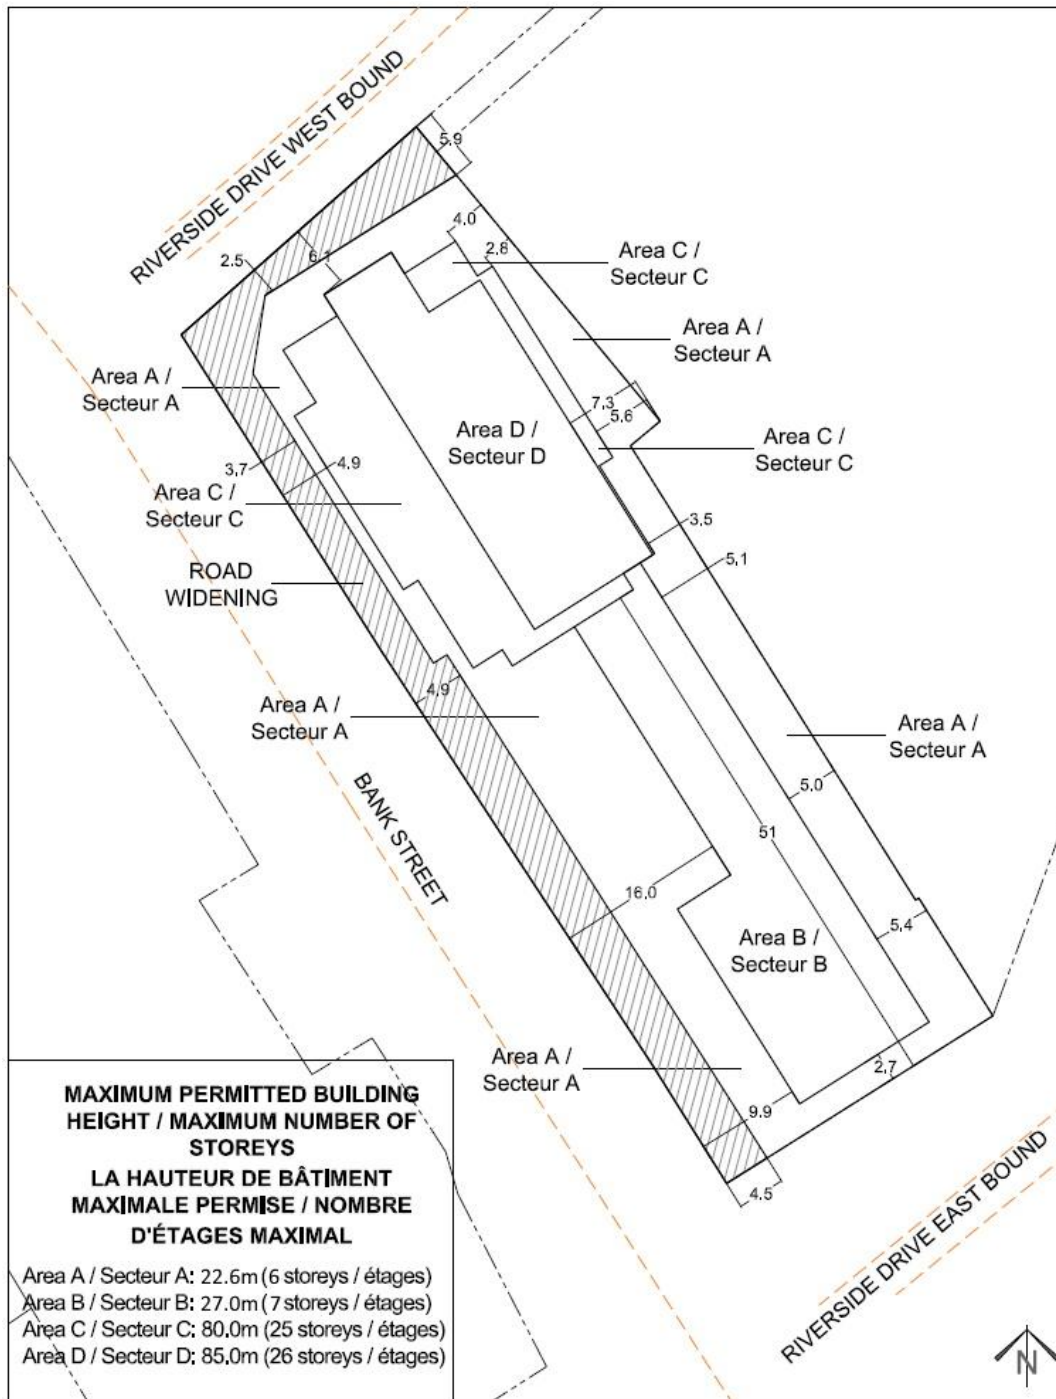 RIVERSIDE DRIVE WEST BOUND
5.9
4.0
2.8
Area C /
Secteur C
2.5
6.1
Area A /
Secteur A
Area A /
Secteur A
7.3
5.6
Area D /
Secteur D
Area C /
Secteur C
3.7
4.9
Area C /
Secteur C
3.5
5.1
ROAD
WIDENING
4.9
Area A /
Secteur A
Area A /
Secteur A
5.0
BANK STREET
51
16.0
5.4
Area B /
Secteur B
Area A /
Secteur A
2.7
9.9
4.5
RIVERSIDE DRIVE EAST BOUND
MAXIMUM PERMITTED BUILDING
HEIGHT / MAXIMUM NUMBER OF
STOREYS
LA HAUTEUR DE BÂTIMENT
MAXIMALE PERMISE / NOMBRE
D'ÉTAGES MAXIMAL
Area A / Secteur A: 22.6m (6 storeys / étages)
Area B / Secteur B: 27.0m (7 storeys / étages)
Area C / Secteur C: 80.0m (25 storeys / étages)
Area D / Secteur D: 85.0m (26 storeys / étages)
N